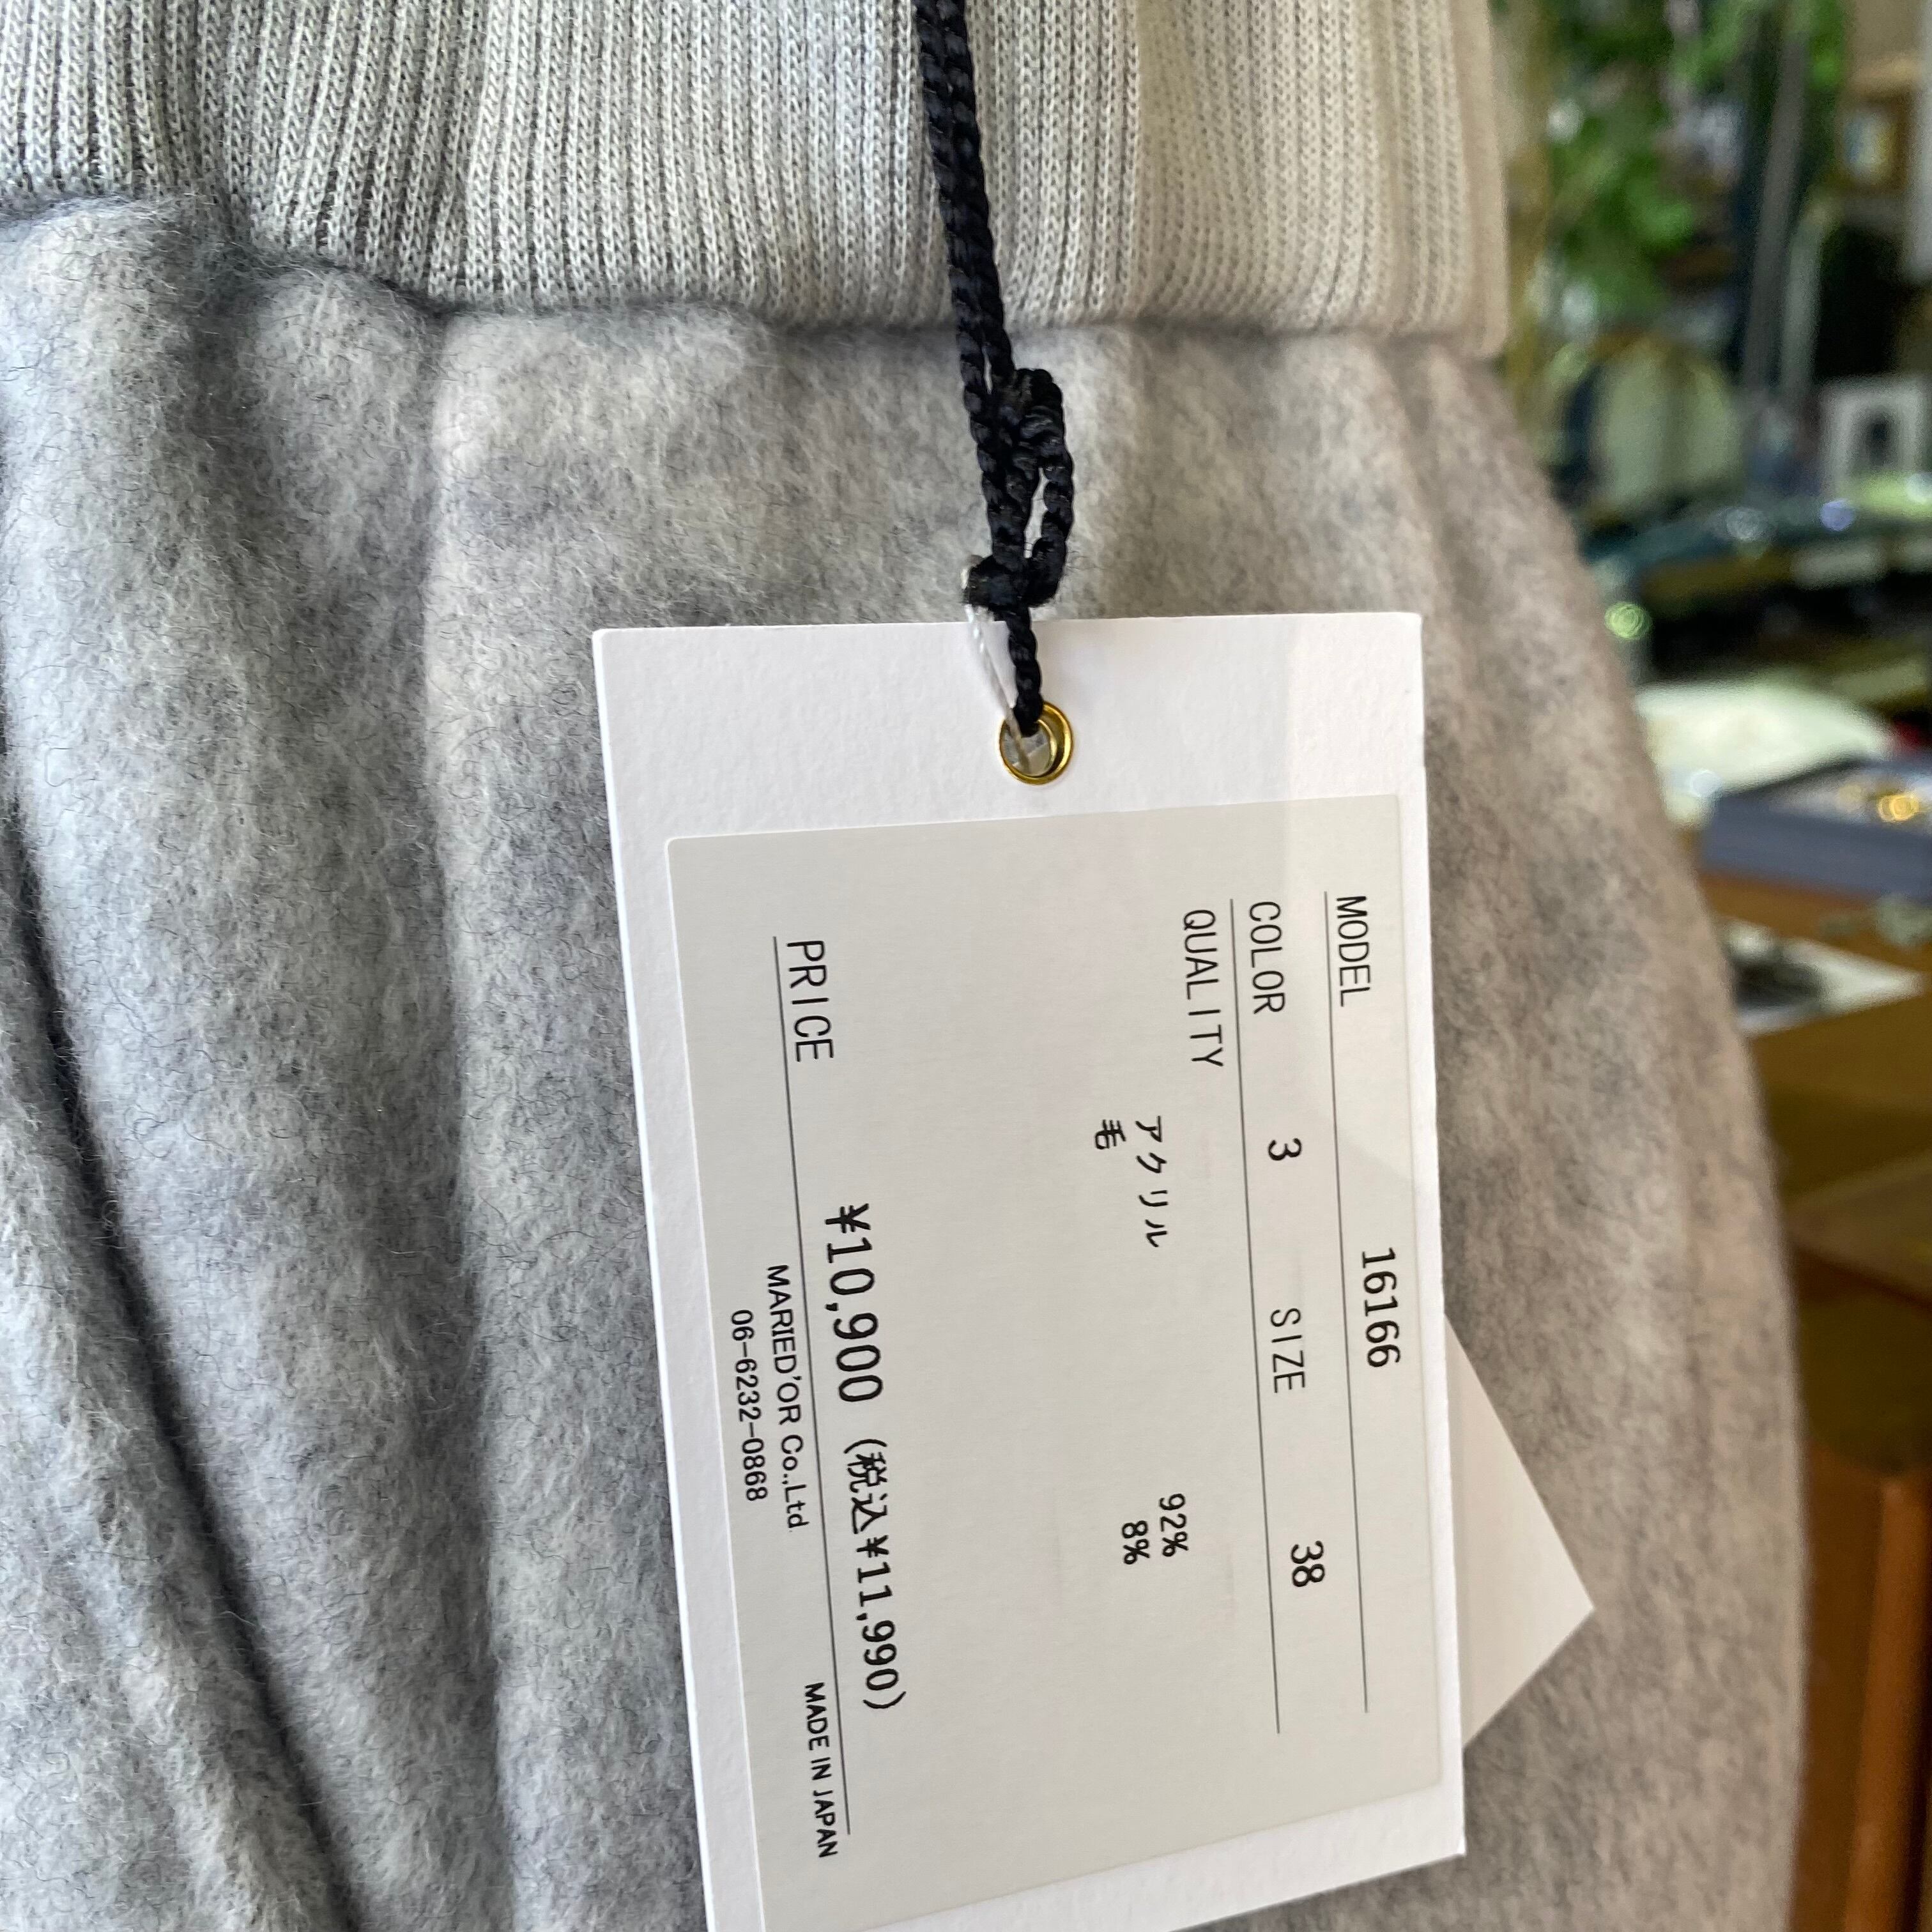 MODEL 16166
COLOR 3 SIZE 38
QUALITY
アクリル 92%
毛 8%
PRICE ¥10,900 (税込¥11,990)
MARIED'OR Co.,Ltd.
06-6232-0868
MADE IN JAPAN